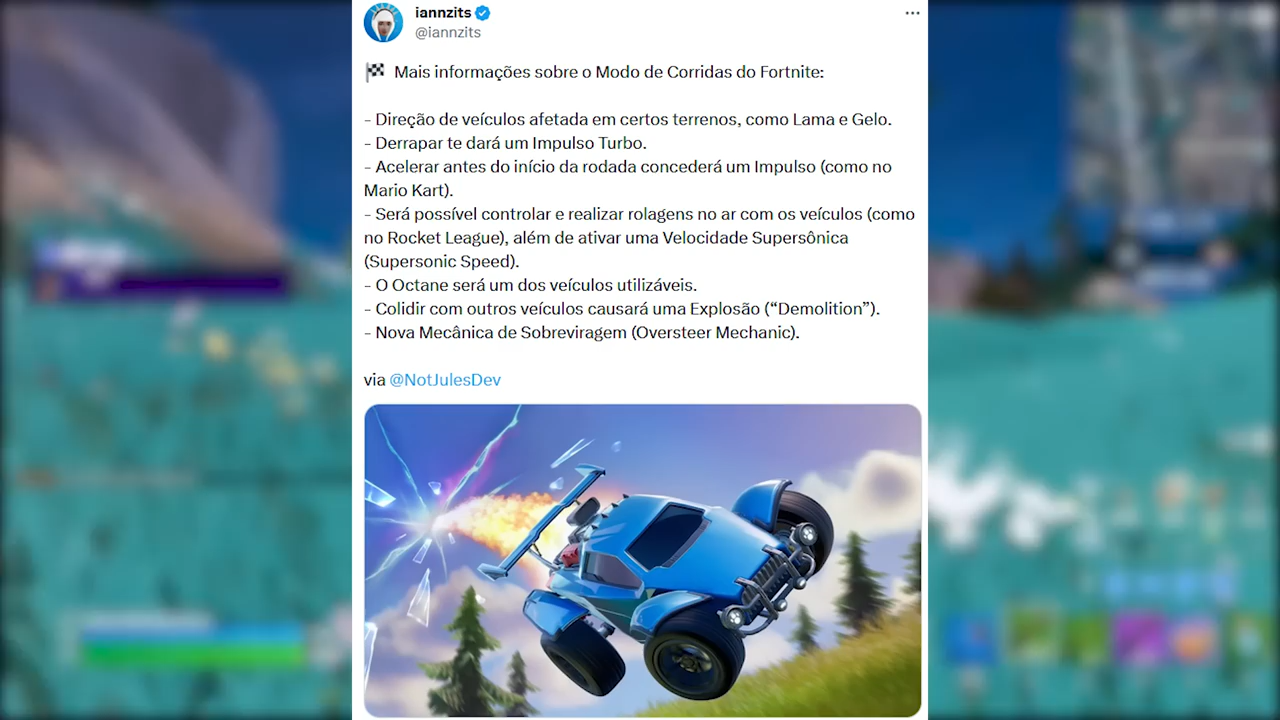 iannzits
@iannzits
🏁 Mais informações sobre o Modo de Corridas do Fortnite:
- Direção de veículos afetada em certos terrenos, como Lama e Gelo.
- Derrapar te dará um Impulso Turbo.
- Acelerar antes do início da rodada concederá um Impulso (como no
Mario Kart).
- Será possível controlar e realizar rolagens no ar com os veículos (como
no Rocket League), além de ativar uma Velocidade Supersônica
(Supersonic Speed).
- O Octane será um dos veículos utilizáveis.
- Colidir com outros veículos causará uma Explosão (“Demolition”).
- Nova Mecânica de Sobreviragem (Oversteer Mechanic).
via @NotJulesDev